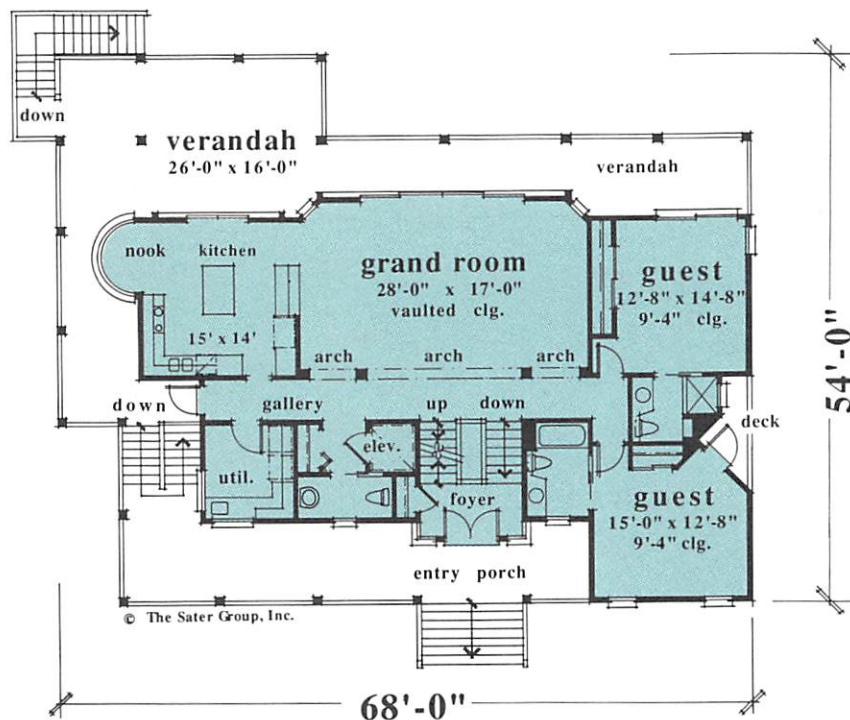 down
verandah
26'-0" x 16'-0"
verandah
nook
kitchen
15' x 14'
grand room
28'-0" x 17'-0"
vaulted clg.
guest
12'-8" x 14'-8"
9'-4" clg.
arch
arch
arch
54'-0"
down
gallery
up
down
deck
elev.
util.
foyer
guest
15'-0" x 12'-8"
9'-4" clg.
entry porch
© The Sater Group, Inc.
68'-0"